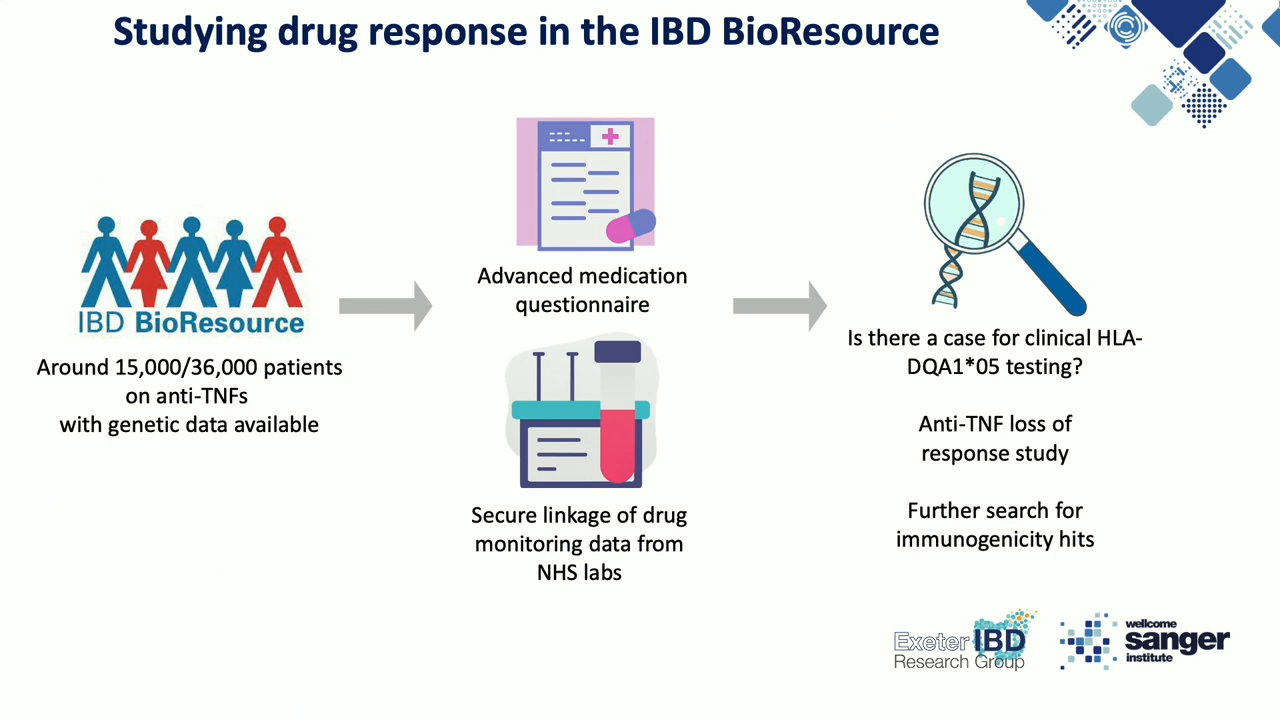 Studying drug response in the IBD BioResource
IBD BioResource
Around 15,000/36,000 patients
on anti-TNFs
with genetic data available
Advanced medication
questionnaire
Secure linkage of drug
monitoring data from
NHS labs
Is there a case for clinical HLA-
DQA1*05 testing?
Anti-TNF loss of
response study
Further search for
immunogenicity hits
Exeter IBD
Research Group
wellcome
sanger
institute